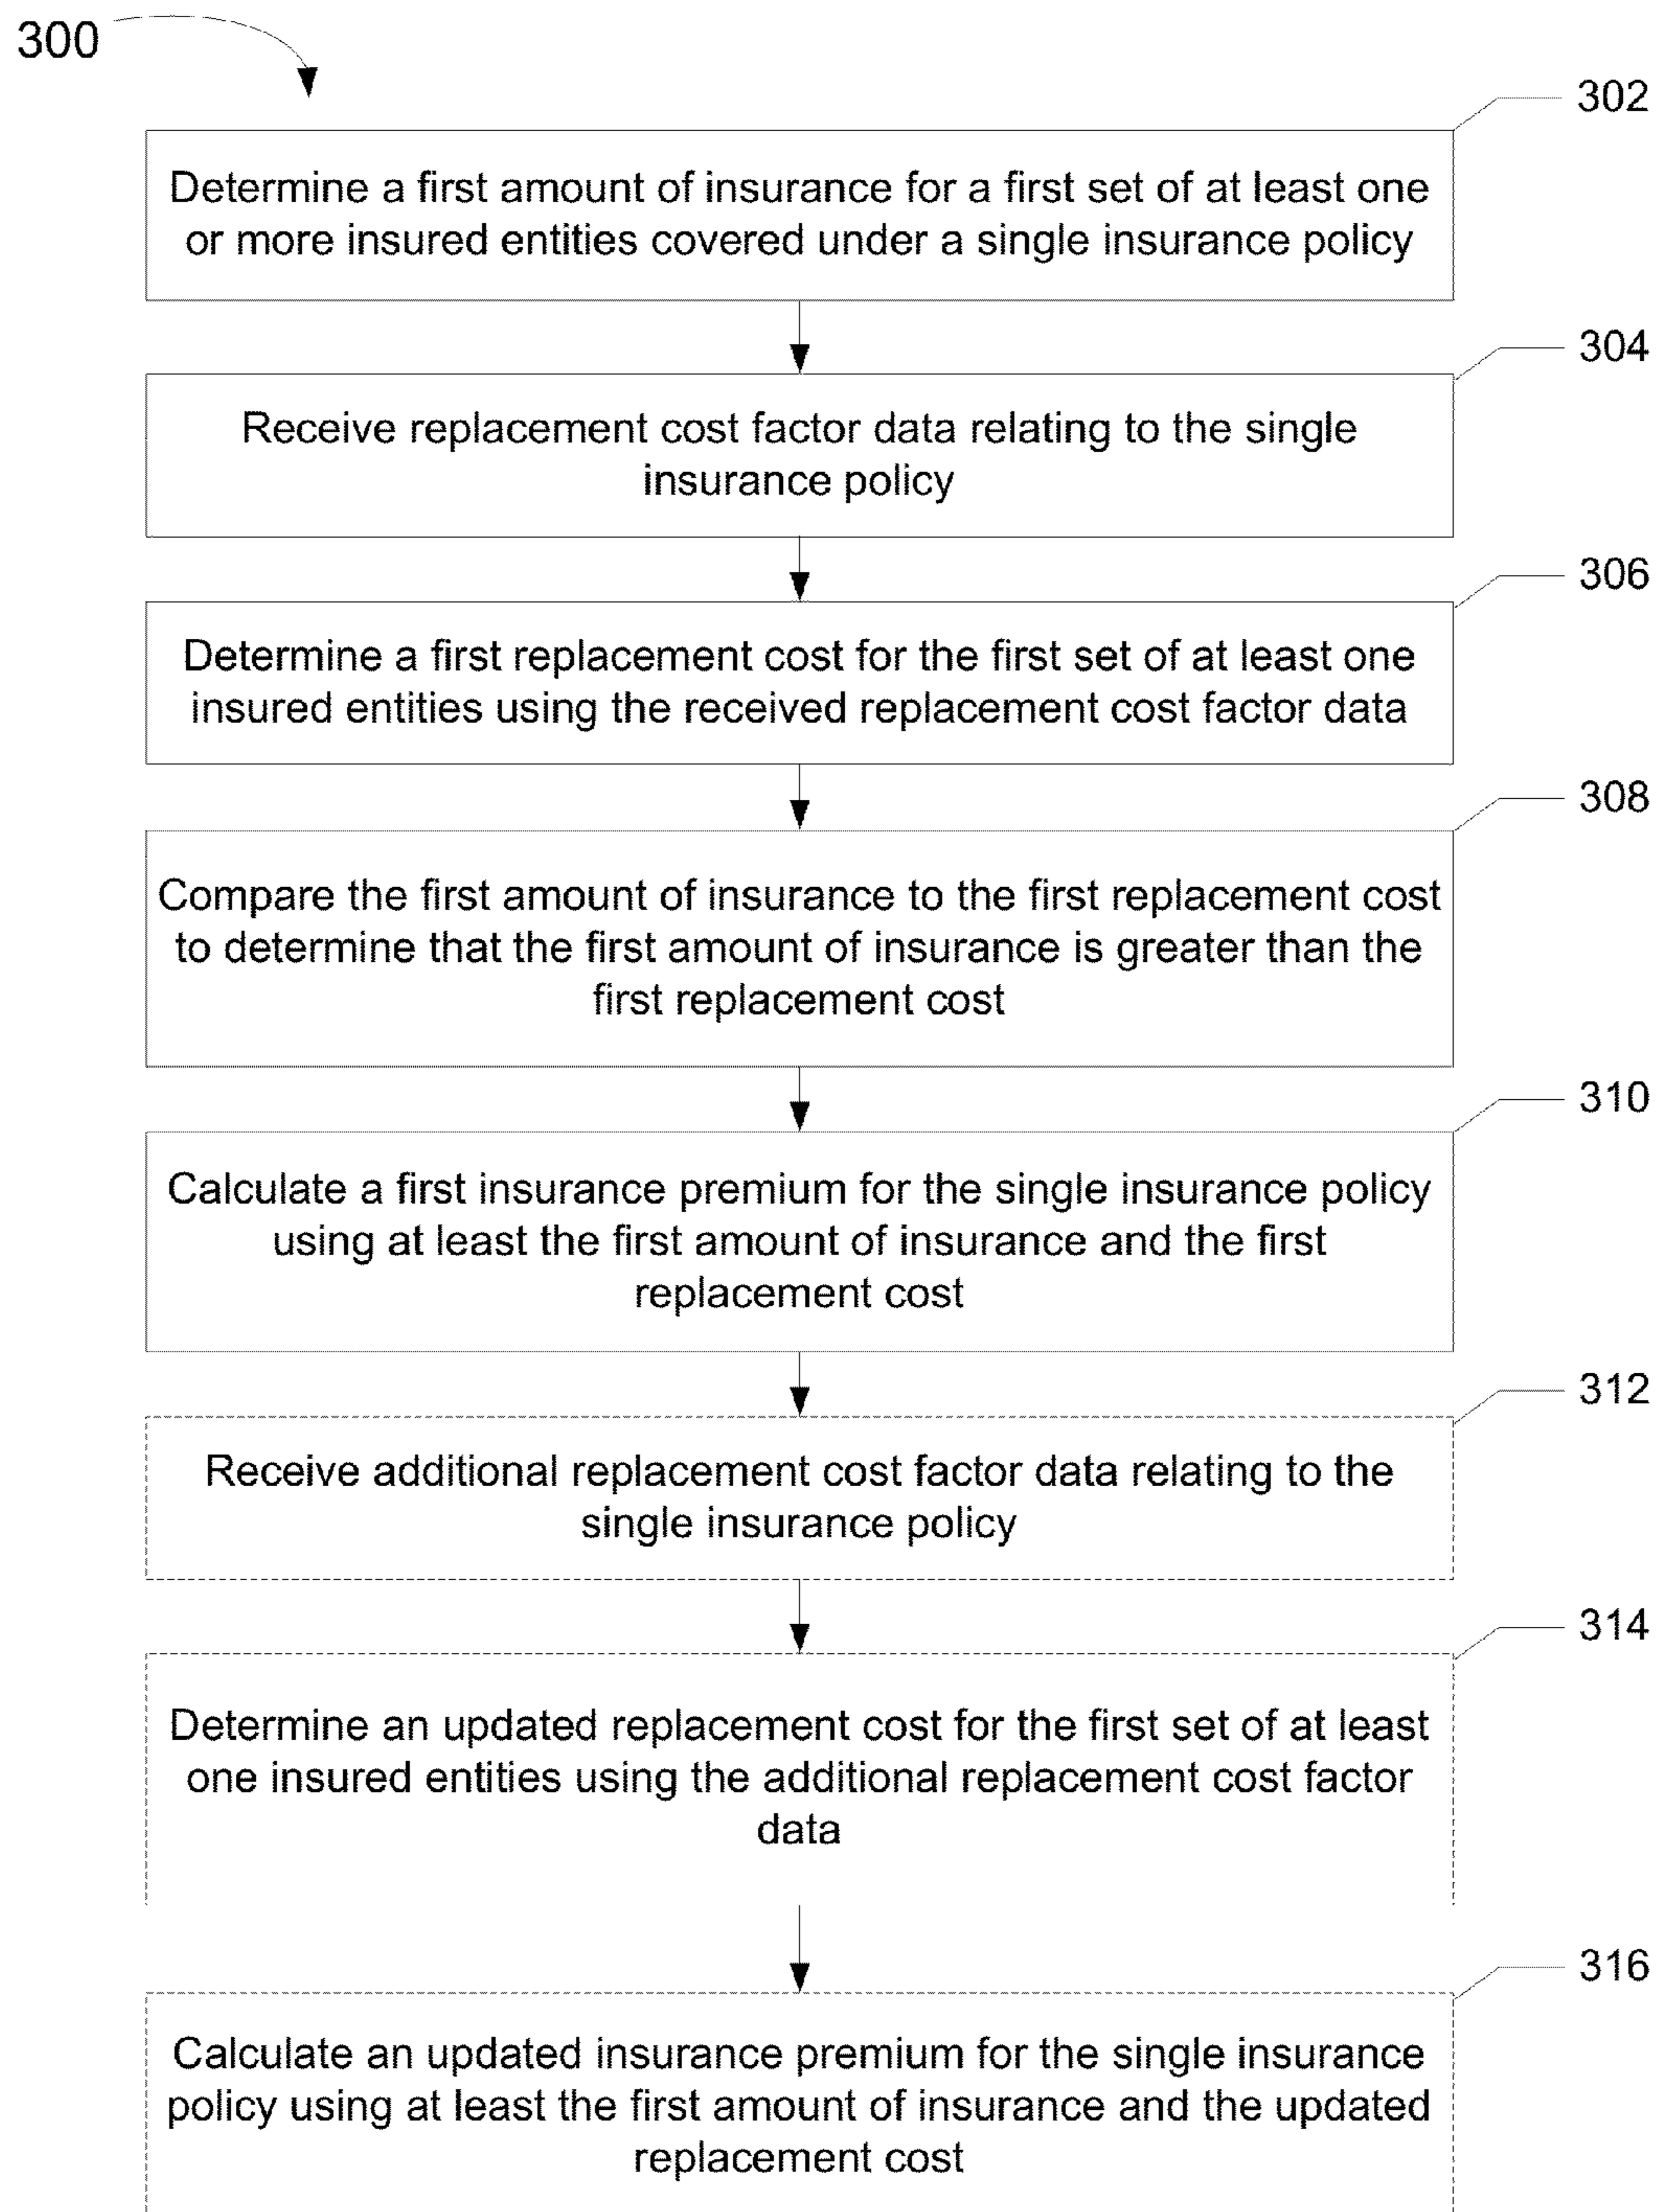 300
302
Determine a first amount of insurance for a first set of at least one
or more insured entities covered under a single insurance policy
304
Receive replacement cost factor data relating to the single
insurance policy
306
Determine a first replacement cost for the first set of at least one
insured entities using the received replacement cost factor data
308
Compare the first amount of insurance to the first replacement cost
to determine that the first amount of insurance is greater than the
first replacement cost
310
Calculate a first insurance premium for the single insurance policy
using at least the first amount of insurance and the first
replacement cost
312
Receive additional replacement cost factor data relating to the
single insurance policy
314
Determine an updated replacement cost for the first set of at least
one insured entities using the additional replacement cost factor
data
316
Calculate an updated insurance premium for the single insurance
policy using at least the first amount of insurance and the updated
replacement cost